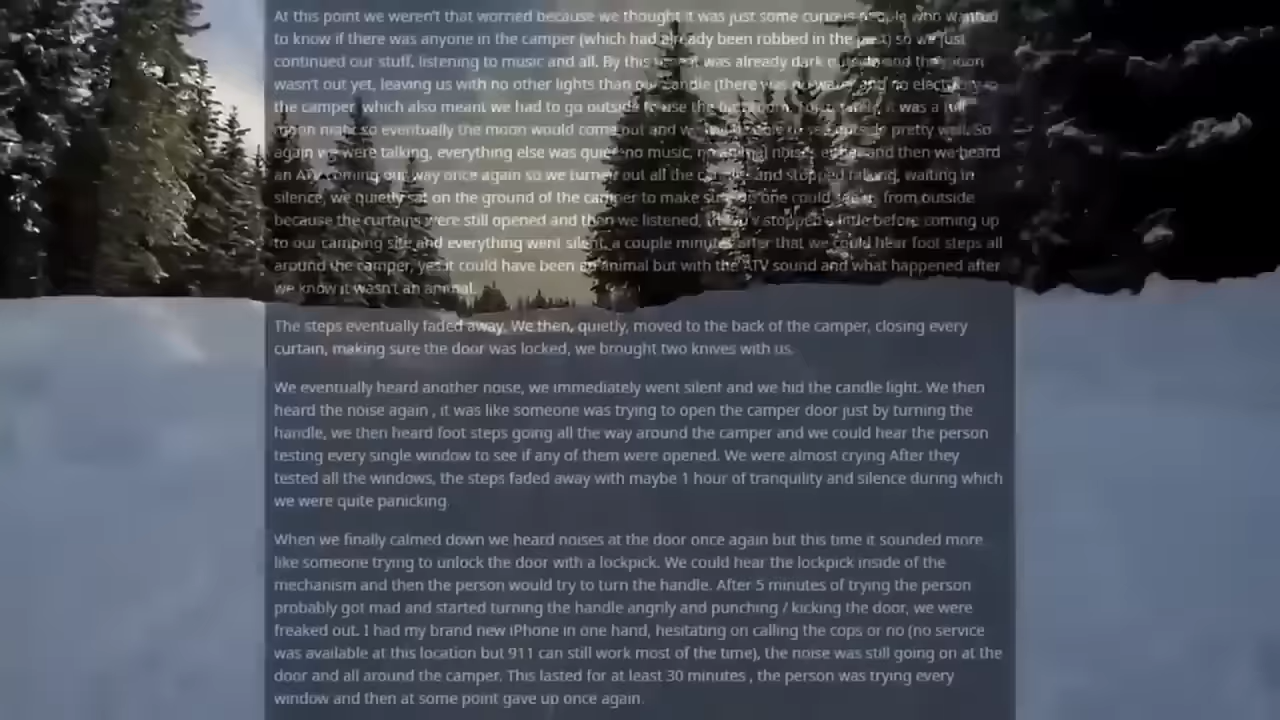 At this point we weren't that worried because we thought it was just some curious people who wanted
to know if there was anyone in the camper (which had already been robbed in the past) so we just
continued our stuff, listening to music and all. By this time it was already dark outside and the moon
wasn't out yet, leaving us with no other lights than our candle (there was no water and no electricity in
the camper, which also meant we had to go outside to use the bathroom. Fortunately, it was a full
moon night so eventually the moon would come out and we outside pretty well. So
again we were talking, everything else was quiet no music, no animal noises either and then we heard
an ATV coming our way once again so we turned out all the candles and stopped talking, waiting in
silence, we quietly sat on the ground of the camper to make sure no one could see us from outside
because the curtains were still opened and then we listened, stopped a little before coming up
to our camping site and everything went silent, a couple minutes after that we could hear foot steps all
around the camper, yes it could have been an animal but with the ATV sound and what happened after
we know it wasn't an animal.
The steps eventually faded away. We then, quietly, moved to the back of the camper, closing every
curtain, making sure the door was locked, we brought two knives with us.
We eventually heard another noise, we immediately went silent and we hid the candle light. We then
heard the noise again , it was like someone was trying to open the camper door just by turning the
handle, we then heard foot steps going all the way around the camper and we could hear the person
testing every single window to see if any of them were opened. We were almost crying After they
tested all the windows, the steps faded away with maybe 1 hour of tranquility and silence during which
we were quite panicking.
When we finally calmed down we heard noises at the door once again but this time it sounded more
like someone trying to unlock the door with a lockpick. We could hear the lockpick inside of the
mechanism and then the person would try to turn the handle. After 5 minutes of trying the person
probably got mad and started turning the handle angrily and punching / kicking the door, we were
freaked out. I had my brand new iPhone in one hand, hesitating on calling the cops or no (no service
was available at this location but 911 can still work most of the time), the noise was still going on at the
door and all around the camper. This lasted for at least 30 minutes , the person was trying every
window and then at some point gave up once again.